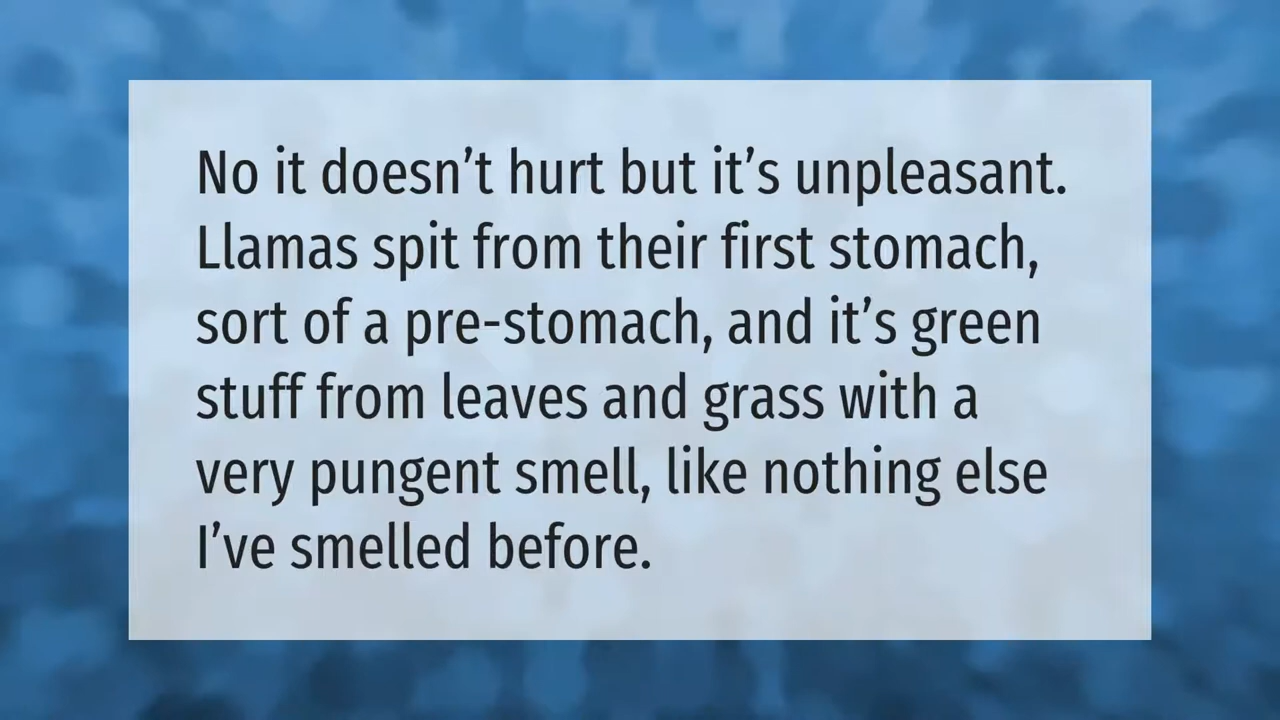 No it doesn’t hurt but it’s unpleasant.
Llamas spit from their first stomach,
sort of a pre-stomach, and it’s green
stuff from leaves and grass with a
very pungent smell, like nothing else
I’ve smelled before.